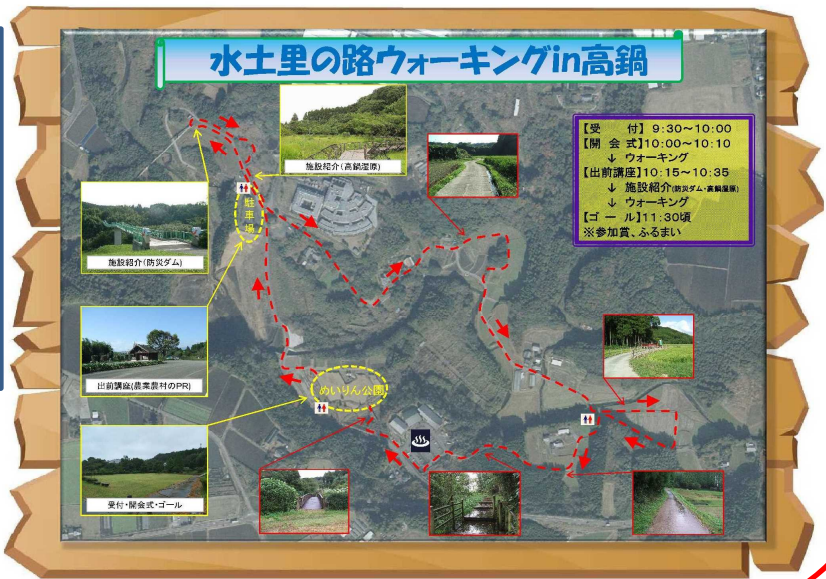 水土里の路ウォーキングin高鍋
【受　　付】 9:30～10:00
【開 会 式】10:00～10:10
↓ ウォーキング
【出前講座】10:15～10:35
↓ 施設紹介(防災ダム・高鍋湿原)
↓ ウォーキング
【ゴ ー ル】11:30頃
※参加賞、ふるまい
施設紹介(高鍋湿原)
駐車場
施設紹介(防災ダム)
出前講座(農業農村のPR)
めいりん公園
受付・開会式・ゴール